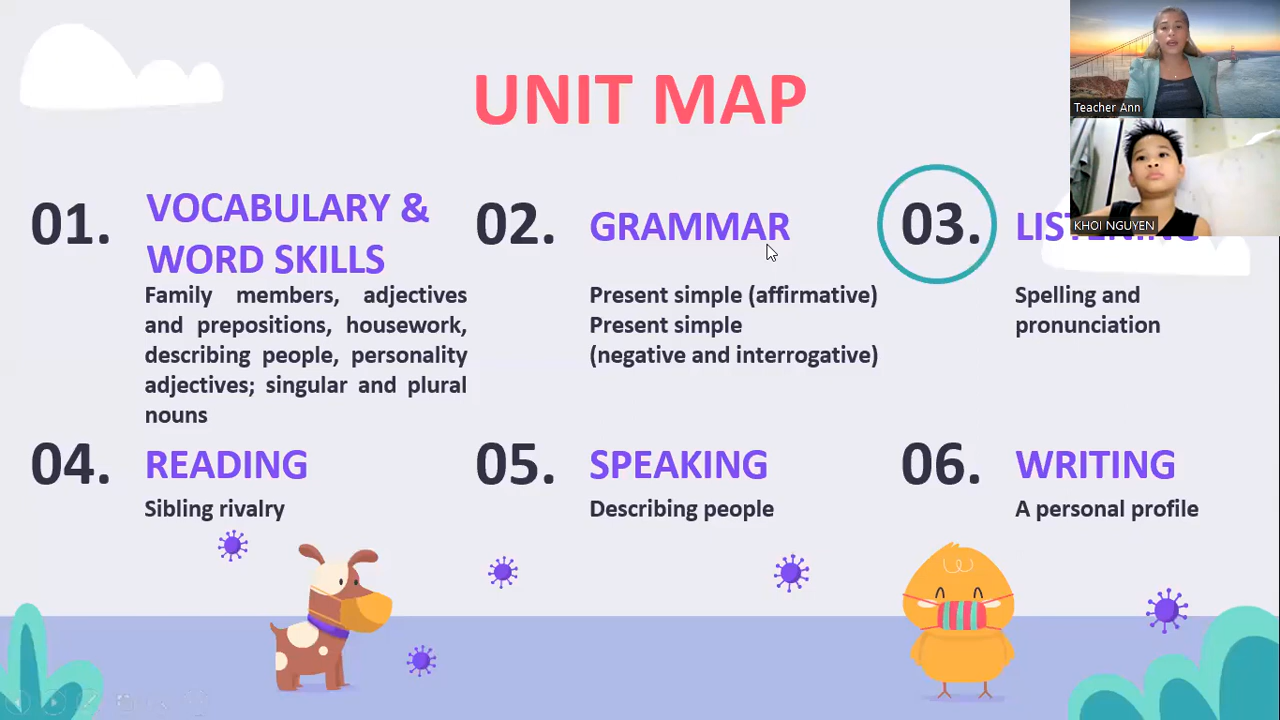 UNIT MAP
Teacher Ann
KHOI NGUYEN
01.
VOCABULARY &
WORD SKILLS
Family members, adjectives
and prepositions, housework,
describing people, personality
adjectives; singular and plural
nouns
02.
GRAMMAR
Present simple (affirmative)
Present simple
(negative and interrogative)
03.
LISTENING
Spelling and
pronunciation
04.
READING
Sibling rivalry
05.
SPEAKING
Describing people
06.
WRITING
A personal profile